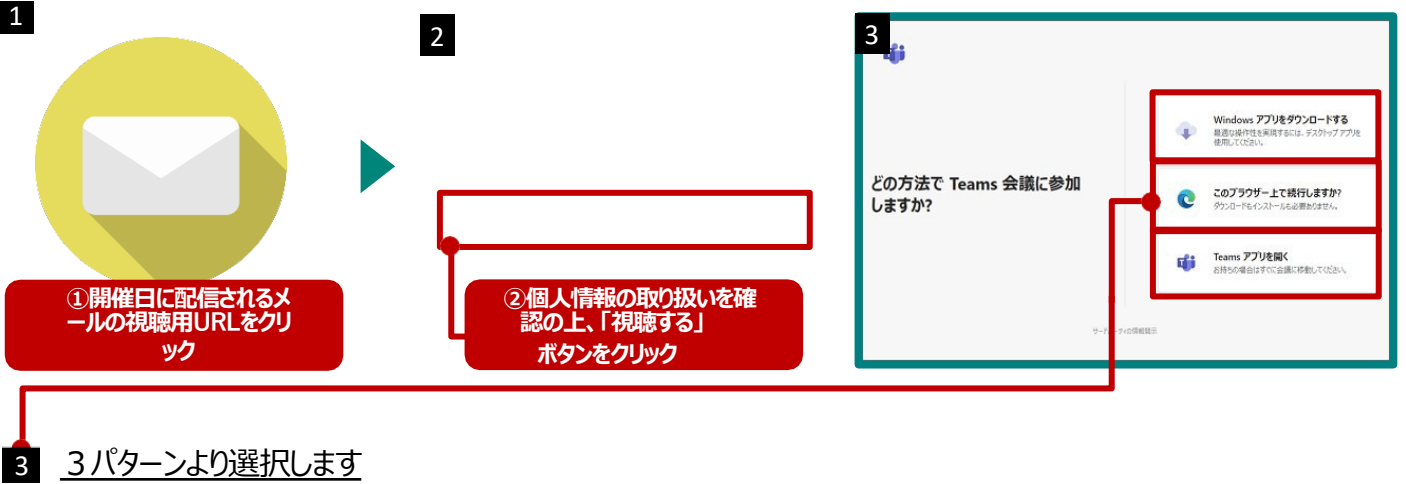 1
2
3
どの方法で Teams 会議に参加
しますか?
Windows アプリをダウンロードする
最適な操作性を実現するには、デスクトップ アプリを
使用してください。
このブラウザー上で続行しますか?
ダウンロードもインストールも必要ありません。
Teams アプリを開く
お持ちの場合はすぐに会議に移動してください。
①開催日に配信されるメ
ールの視聴用URLをクリ
ック
②個人情報の取り扱いを確
認の上、「視聴する」
ボタンをクリック
3 3パターンより選択します